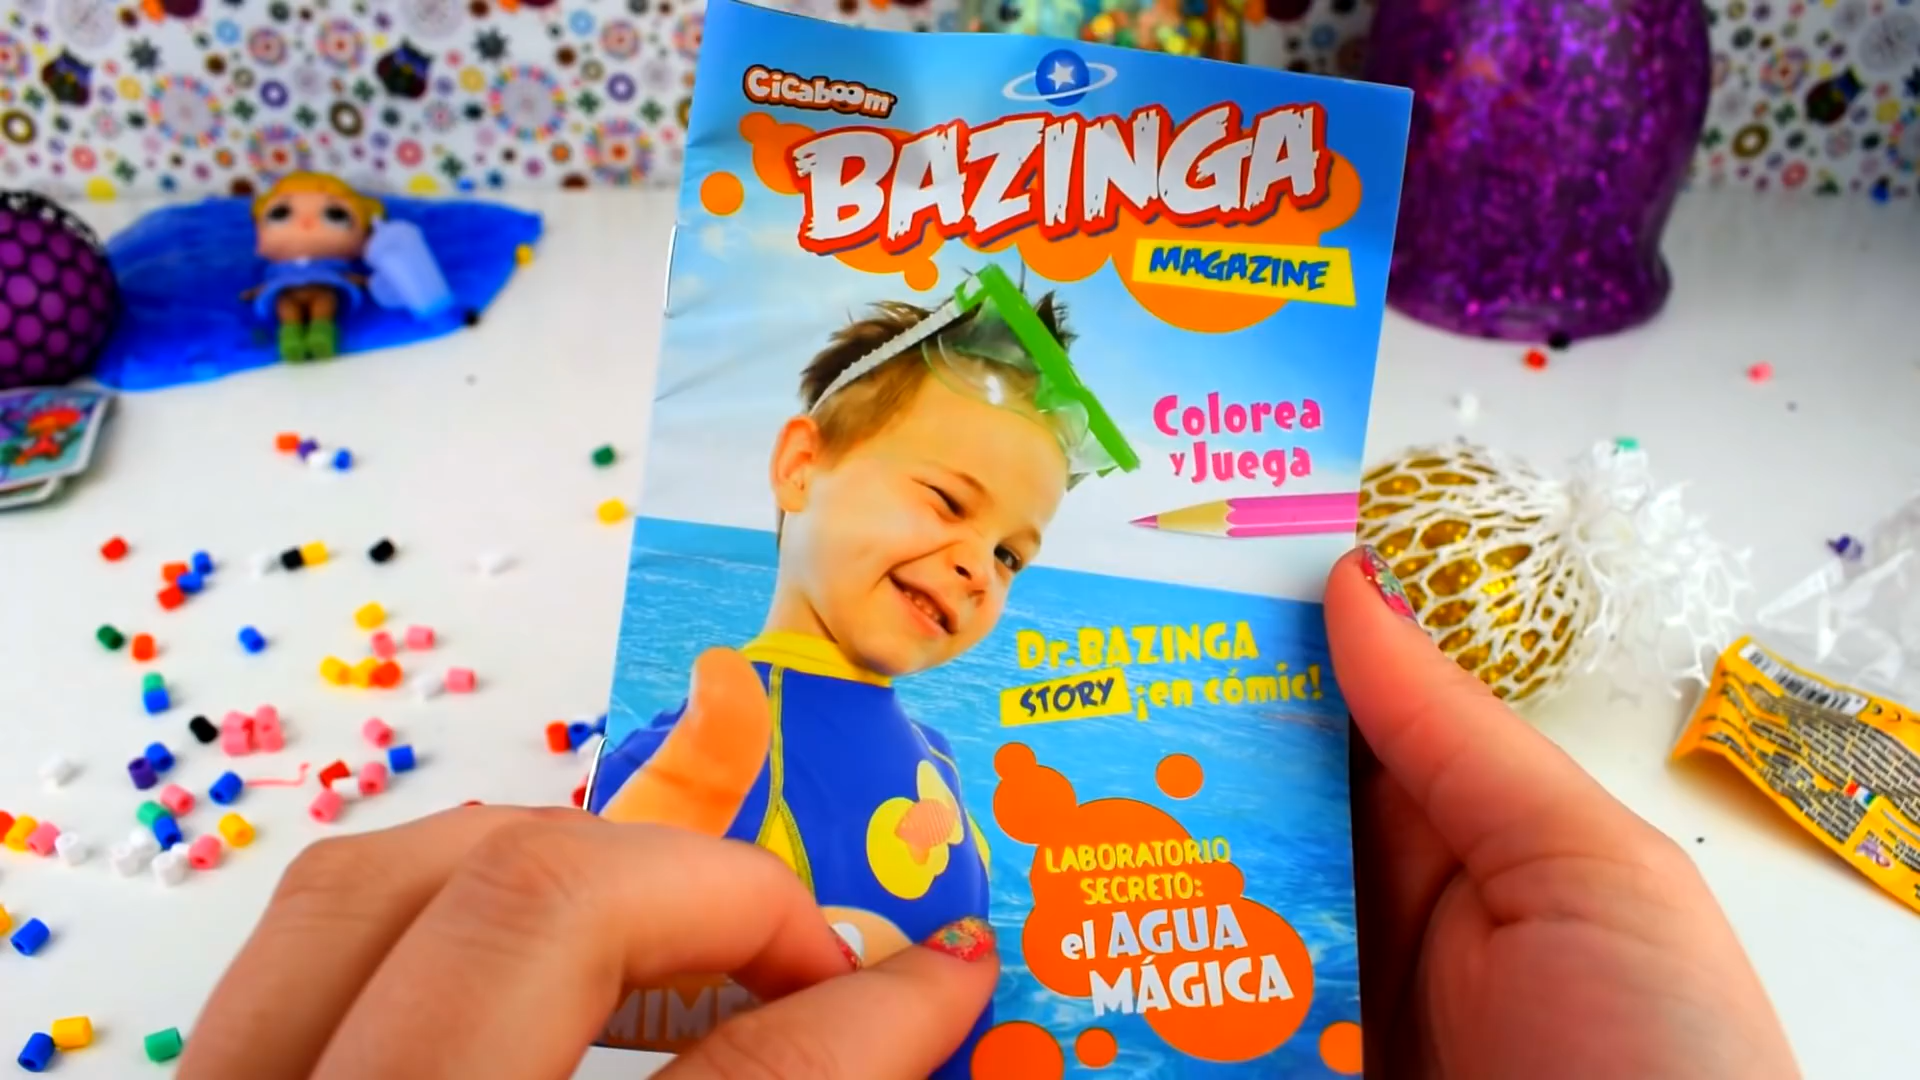 Cicaboom
BAZINGA
MAGAZINE
Colorea
y Juega
Dr.BAZINGA
STORY ¡en cómic!
LABORATORIO
SECRETO:
el AGUA
MÁGICA